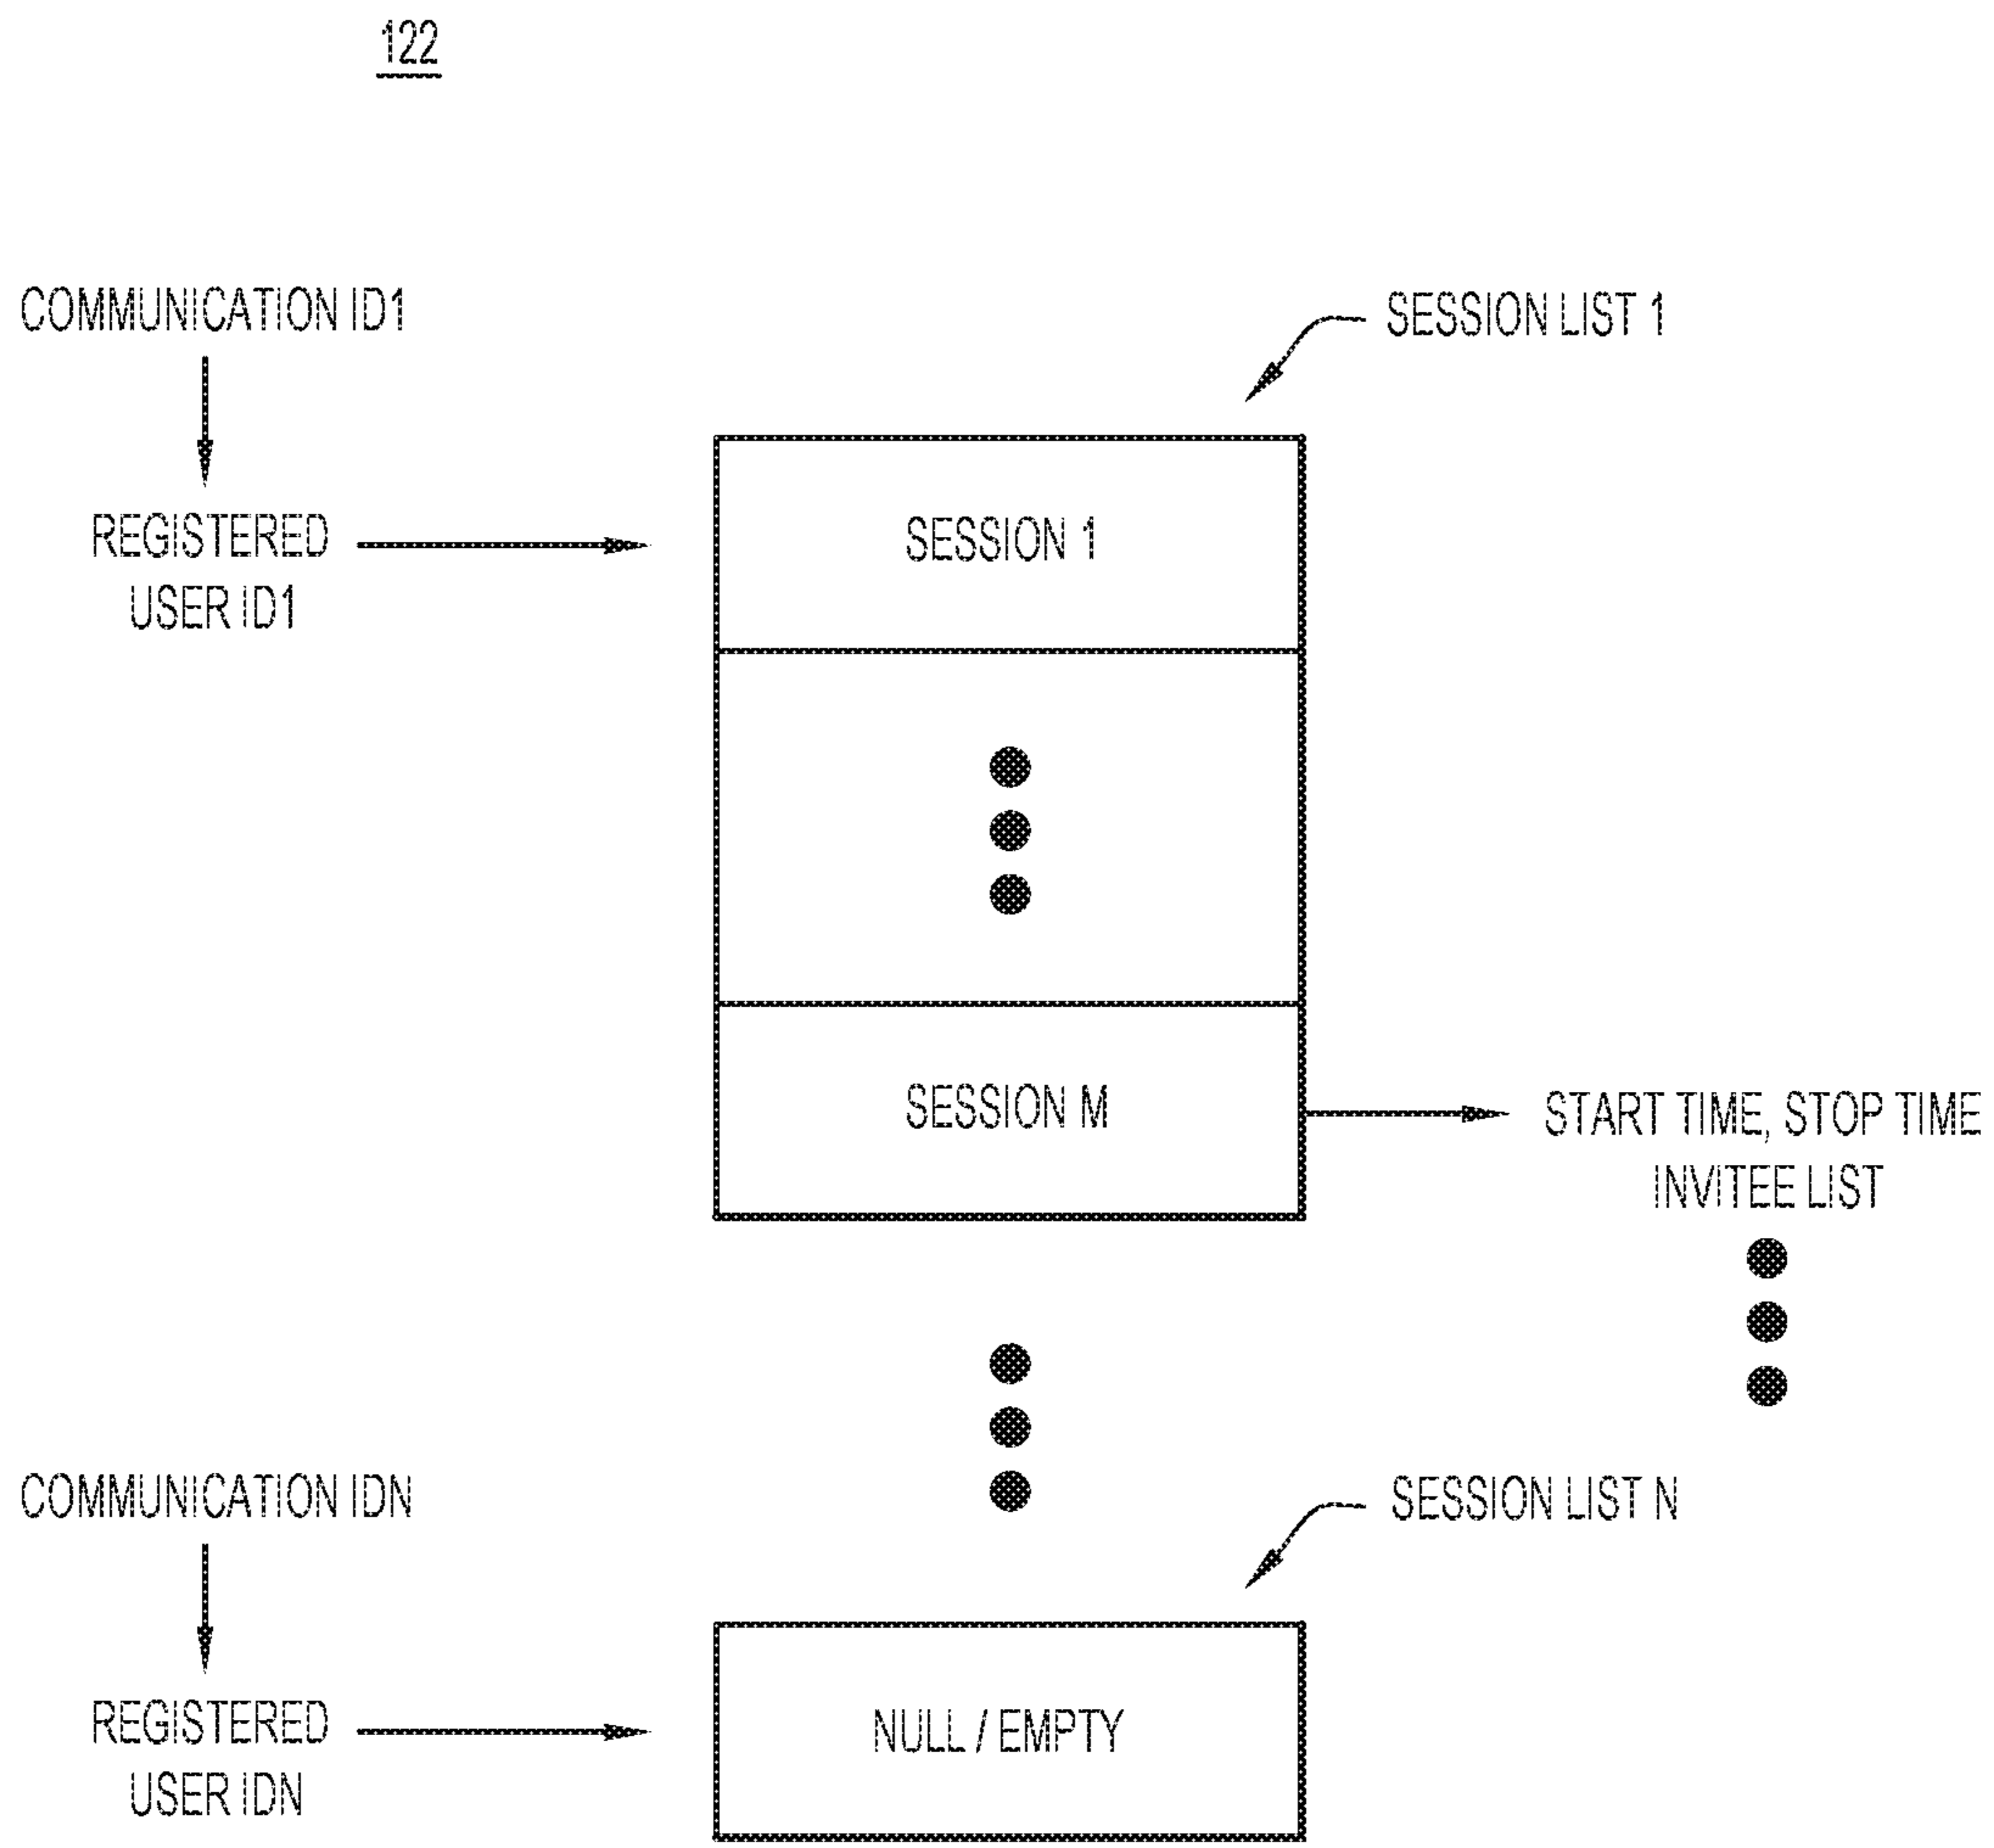 122
COMMUNICATION ID1
SESSION LIST 1
REGISTERED
USER ID1
SESSION 1
SESSION M
START TIME, STOP TIME
INVITEE LIST
COMMUNICATION IDN
SESSION LIST N
REGISTERED
USER IDN
NULL / EMPTY